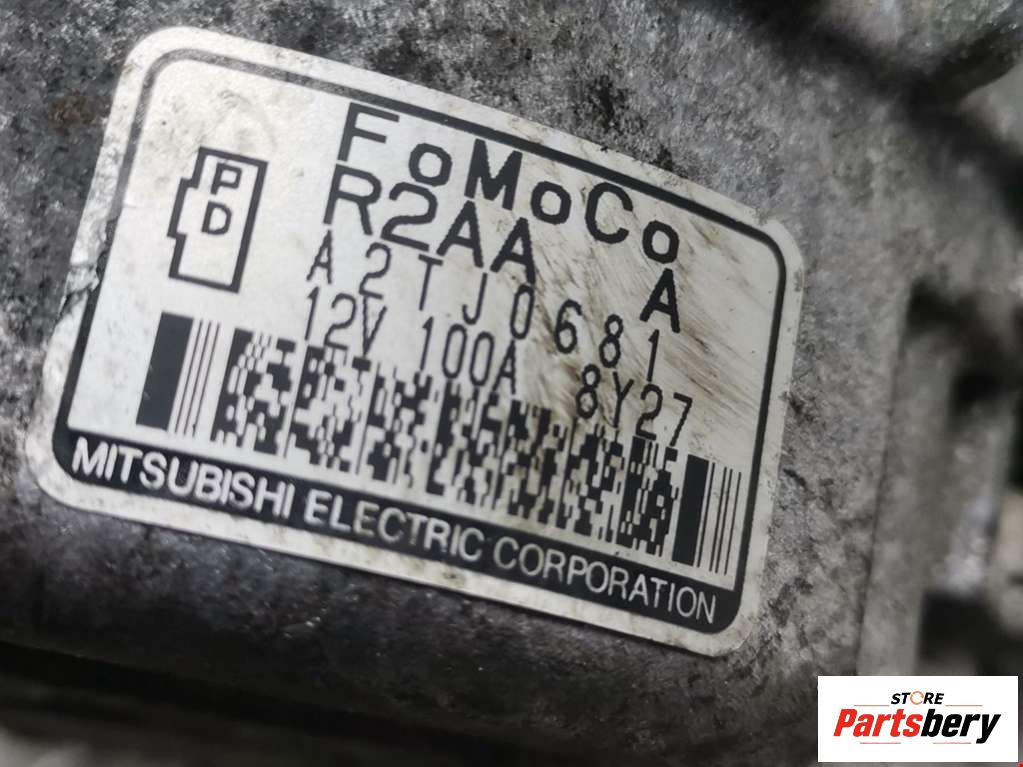 FoMoCo
PD
R2AA A
A2TJ0681
12V 100A 8Y27
MITSUBISHI ELECTRIC CORPORATION
STORE
Partsbery